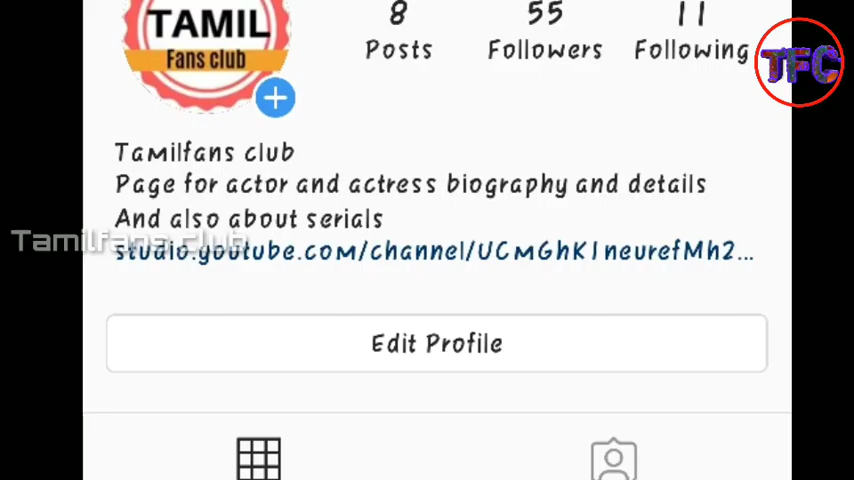 TAMIL
Fans club
8
55
11
Posts
Followers
Following
TFC
Tamilfans club
Page for actor and actress biography and details
And also about serials
Tamilfans club
studio.youtube.com/channel/UCMGhK1neurefMh2...
Edit Profile